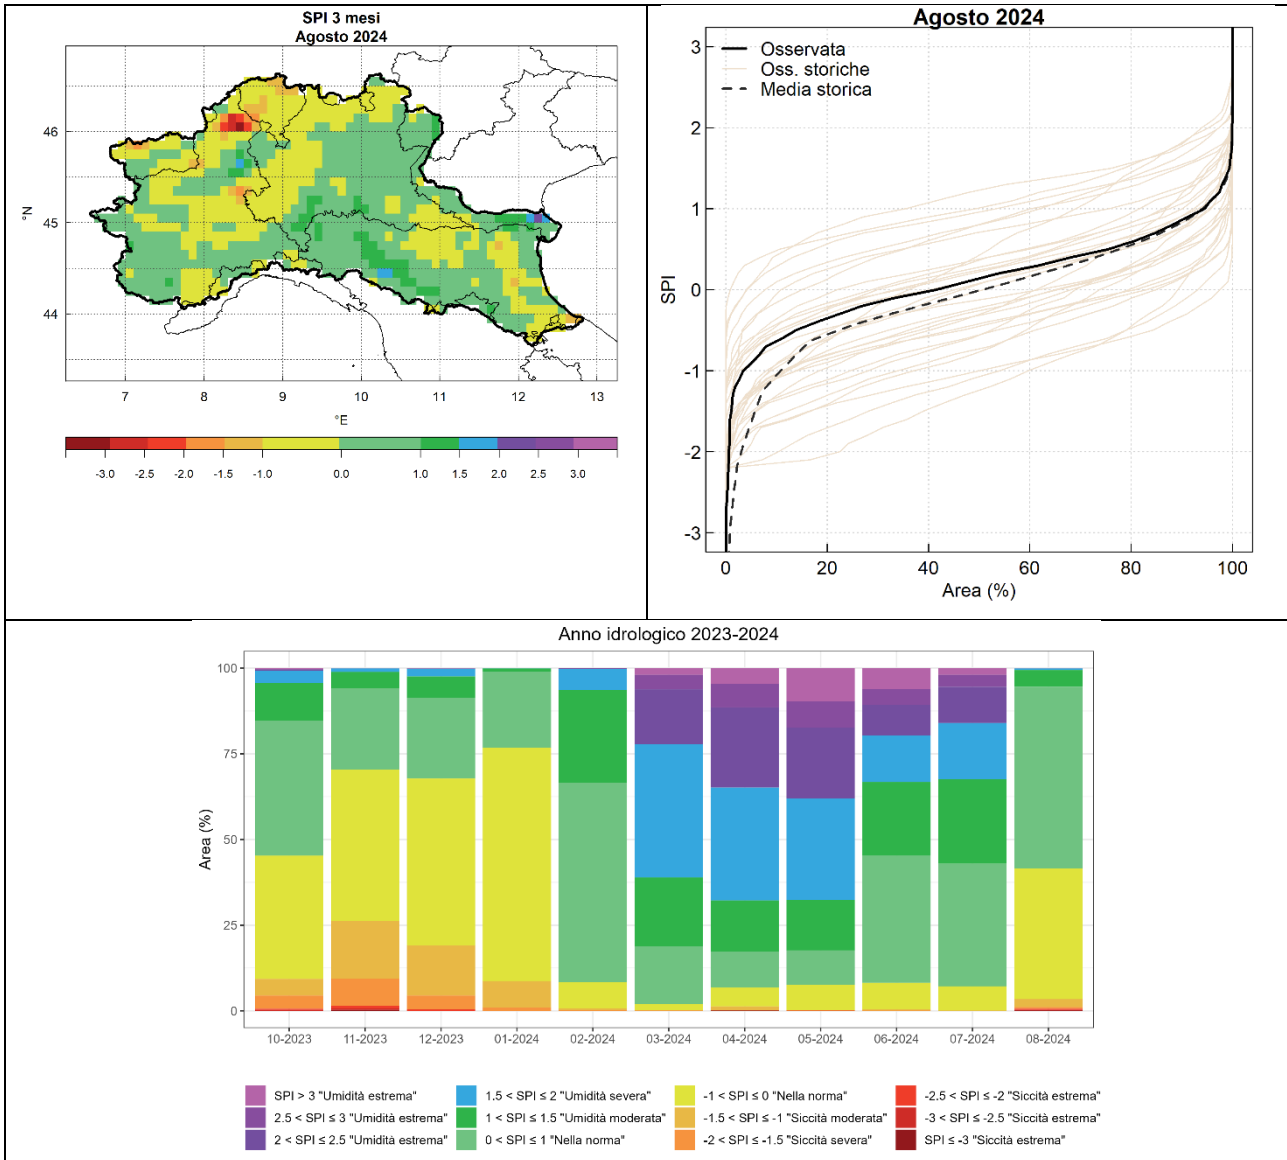 SPI 3 mesi
Agosto 2024
46
45
44
°N
7 8 9 10 11 12 13
°E
-3.0 -2.5 -2.0 -1.5 -1.0 0.0 1.0 1.5 2.0 2.5 3.0
Agosto 2024
Osservata
Oss. storiche
Media storica
3
2
1
0
-1
-2
-3
SPI
0 20 40 60 80 100
Area (%)
Anno idrologico 2023-2024
100
75
50
25
0
Area (%)
10-2023 11-2023 12-2023 01-2024 02-2024 03-2024 04-2024 05-2024 06-2024 07-2024 08-2024
SPI > 3 "Umidità estrema" 1.5 < SPI ≤ 2 "Umidità severa" -1 < SPI ≤ 0 "Nella norma" -2.5 < SPI ≤ -2 "Siccità estrema"
2.5 < SPI ≤ 3 "Umidità estrema" 1 < SPI ≤ 1.5 "Umidità moderata" -1.5 < SPI ≤ -1 "Siccità moderata" -3 < SPI ≤ -2.5 "Siccità estrema"
2 < SPI ≤ 2.5 "Umidità estrema" 0 < SPI ≤ 1 "Nella norma" -2 < SPI ≤ -1.5 "Siccità severa" SPI ≤ -3 "Siccità estrema"